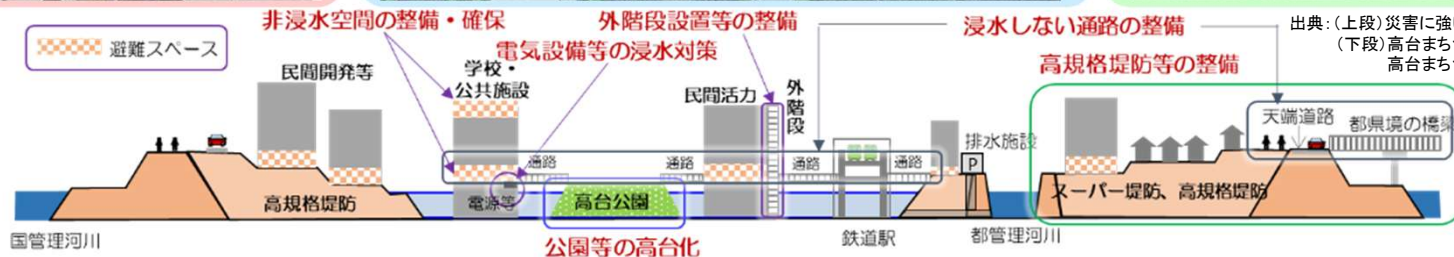 非浸水空間の整備・確保
外階段設置等の整備
浸水しない通路の整備
出典：（上段）災害に強
避難スペース
電気設備等の浸水対策
（下段）高台まち
高台まち
民間開発等
学校・
公共施設
民間活力
外階段
高規格堤防等の整備
天端道路
都県境の橋梁
排水施設
通路
通路
通路
通路
P
高規格堤防
電源等
高台公園
スーパー堤防、高規格堤防
国管理河川
公園等の高台化
鉄道駅
都管理河川